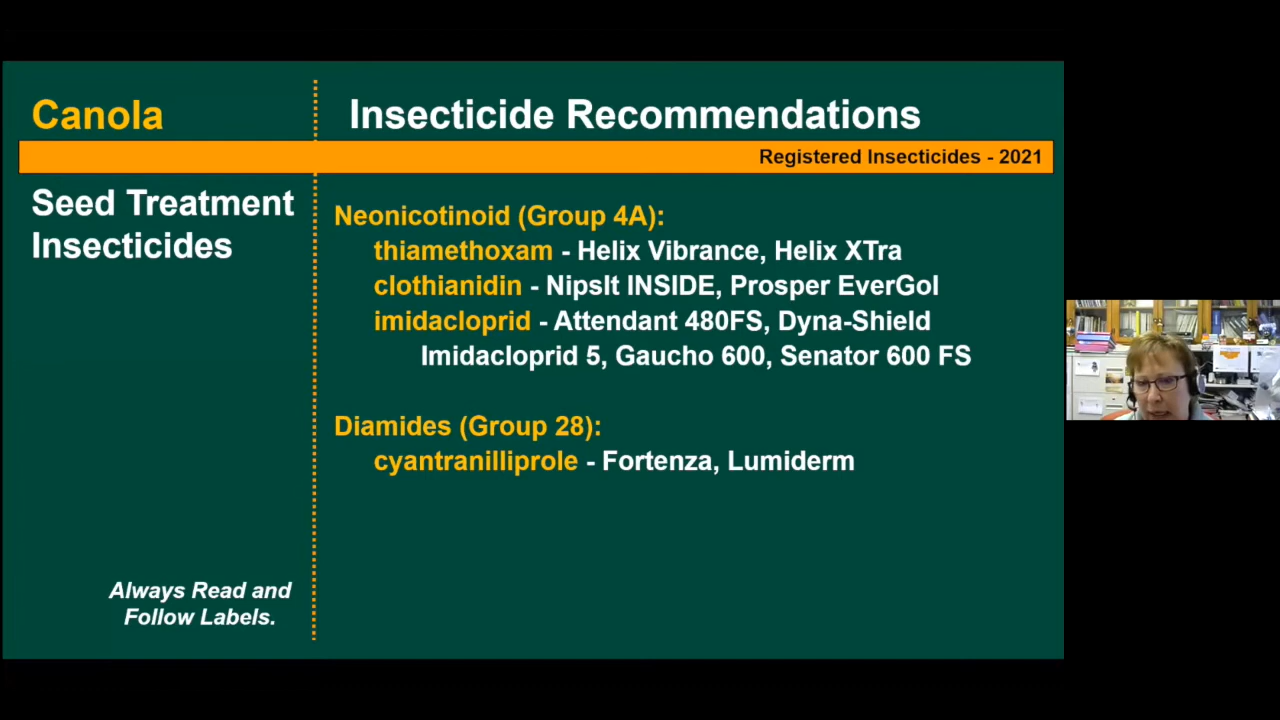 Canola
Insecticide Recommendations
Registered Insecticides - 2021
Seed Treatment
Insecticides
Neonicotinoid (Group 4A):
thiamethoxam - Helix Vibrance, Helix XTra
clothianidin - NipsIt INSIDE, Prosper EverGol
imidacloprid - Attendant 480FS, Dyna-Shield
Imidacloprid 5, Gaucho 600, Senator 600 FS
Diamides (Group 28):
cyantranilliprole - Fortenza, Lumiderm
Always Read and
Follow Labels.